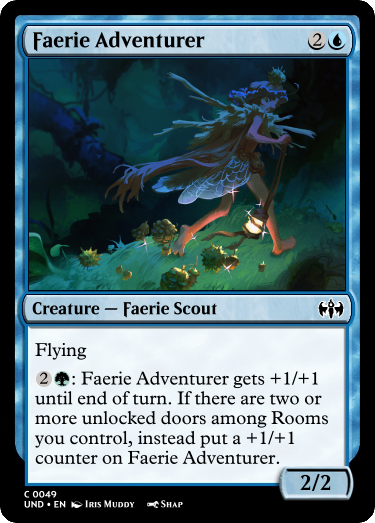 Faerie Adventurer 2
Creature — Faerie Scout
Flying
2 : Faerie Adventurer gets +1/+1
until end of turn. If there are two or
more unlocked doors among Rooms
you control, instead put a +1/+1
counter on Faerie Adventurer.
2/2
C 0049
UND • EN Iris Muddy Shap